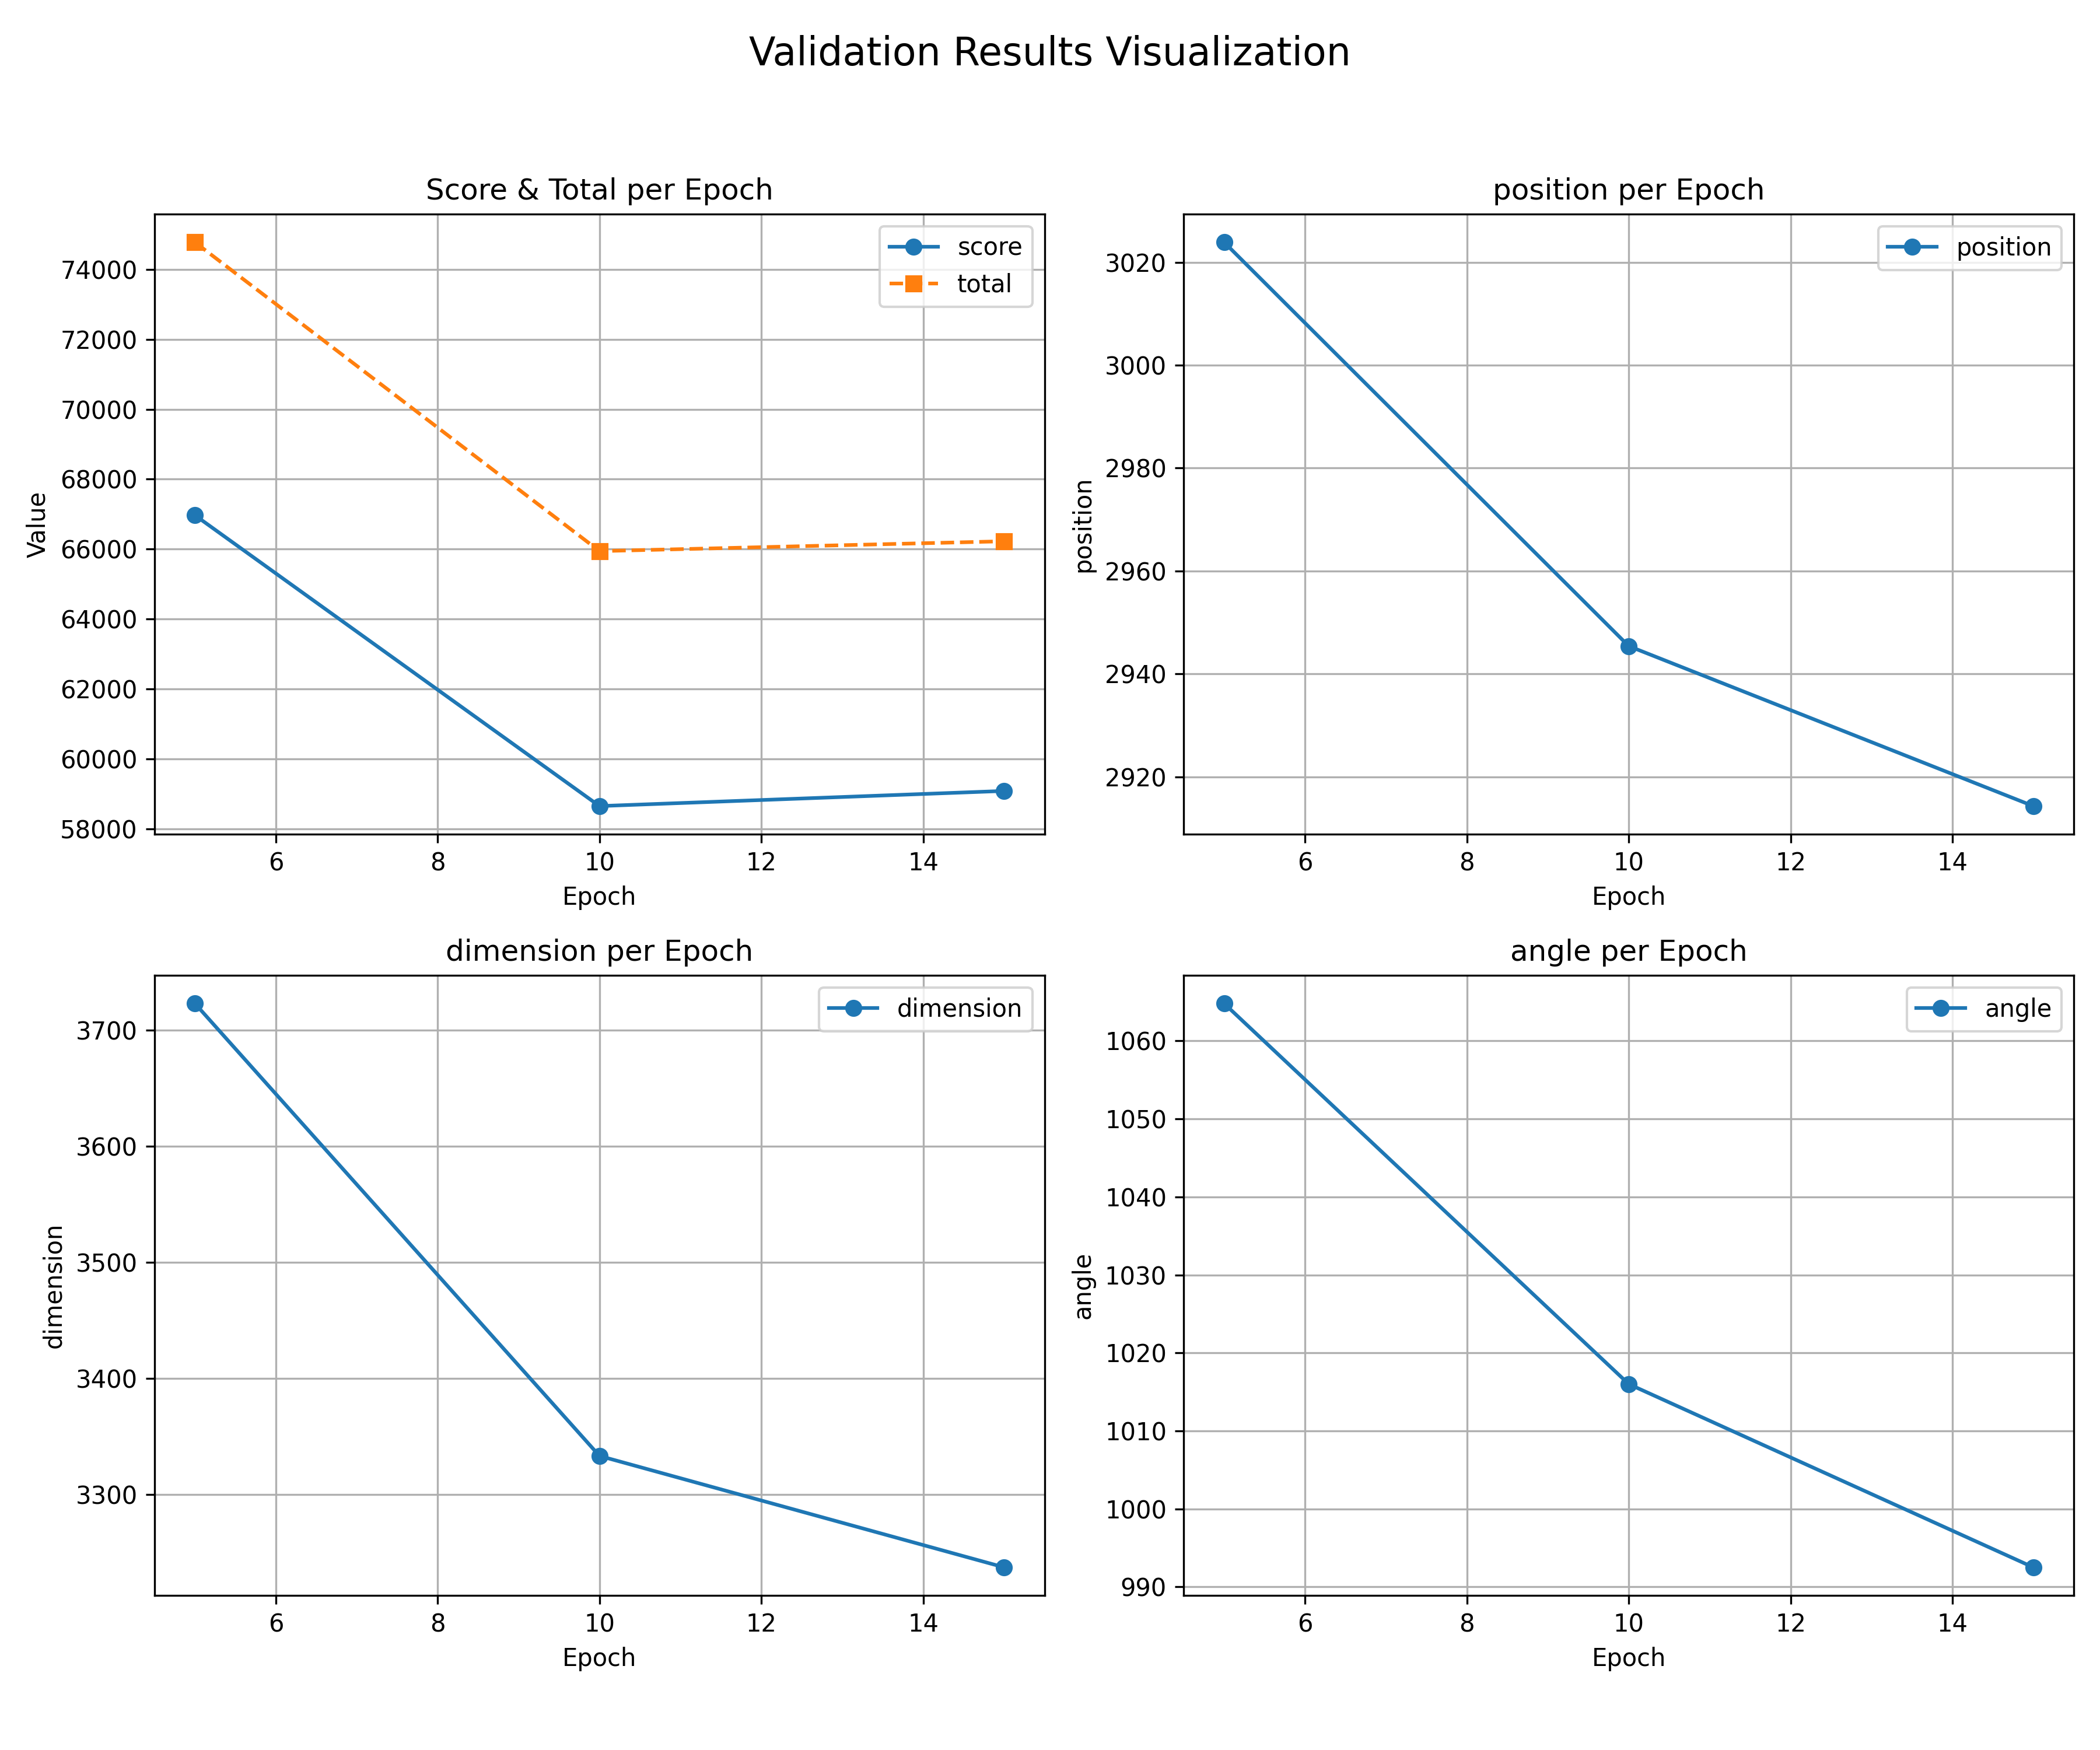 Validation Results Visualization
Score & Total per Epoch
score
total
74000
72000
70000
68000
66000
64000
62000
60000
58000
Value
6
8
10
12
14
Epoch
position per Epoch
position
3020
3000
2980
2960
2940
2920
position
6
8
10
12
14
Epoch
dimension per Epoch
dimension
3700
3600
3500
3400
3300
dimension
6
8
10
12
14
Epoch
angle per Epoch
angle
1060
1050
1040
1030
1020
1010
1000
990
angle
6
8
10
12
14
Epoch